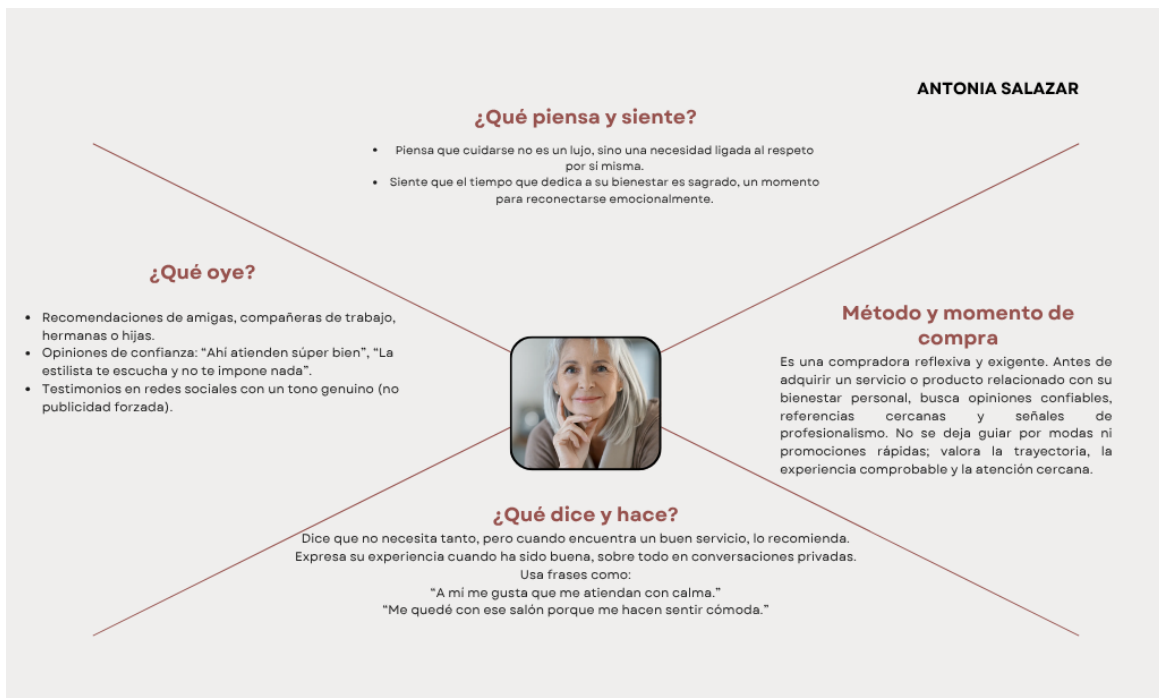 ANTONIA SALAZAR
¿Qué piensa y siente?
• Piensa que cuidarse no es un lujo, sino una necesidad ligada al respeto
por sí misma.
• Siente que el tiempo que dedica a su bienestar es sagrado, un momento
para reconectarse emocionalmente.
¿Qué oye?
• Recomendaciones de amigas, compañeras de trabajo,
hermanas o hijas.
• Opiniones de confianza: “Ahí atienden súper bien”, “La
estilista te escucha y no te impone nada”.
• Testimonios en redes sociales con un tono genuino (no
publicidad forzada).
Método y momento de
compra
Es una compradora reflexiva y exigente. Antes de
adquirir un servicio o producto relacionado con su
bienestar personal, busca opiniones confiables,
referencias cercanas y señales de
profesionalismo. No se deja guiar por modas ni
promociones rápidas; valora la trayectoria, la
experiencia comprobable y la atención cercana.
¿Qué dice y hace?
Dice que no necesita tanto, pero cuando encuentra un buen servicio, lo recomienda.
Expresa su experiencia cuando ha sido buena, sobre todo en conversaciones privadas.
Usa frases como:
“A mí me gusta que me atiendan con calma.”
“Me quedé con ese salón porque me hacen sentir cómoda.”